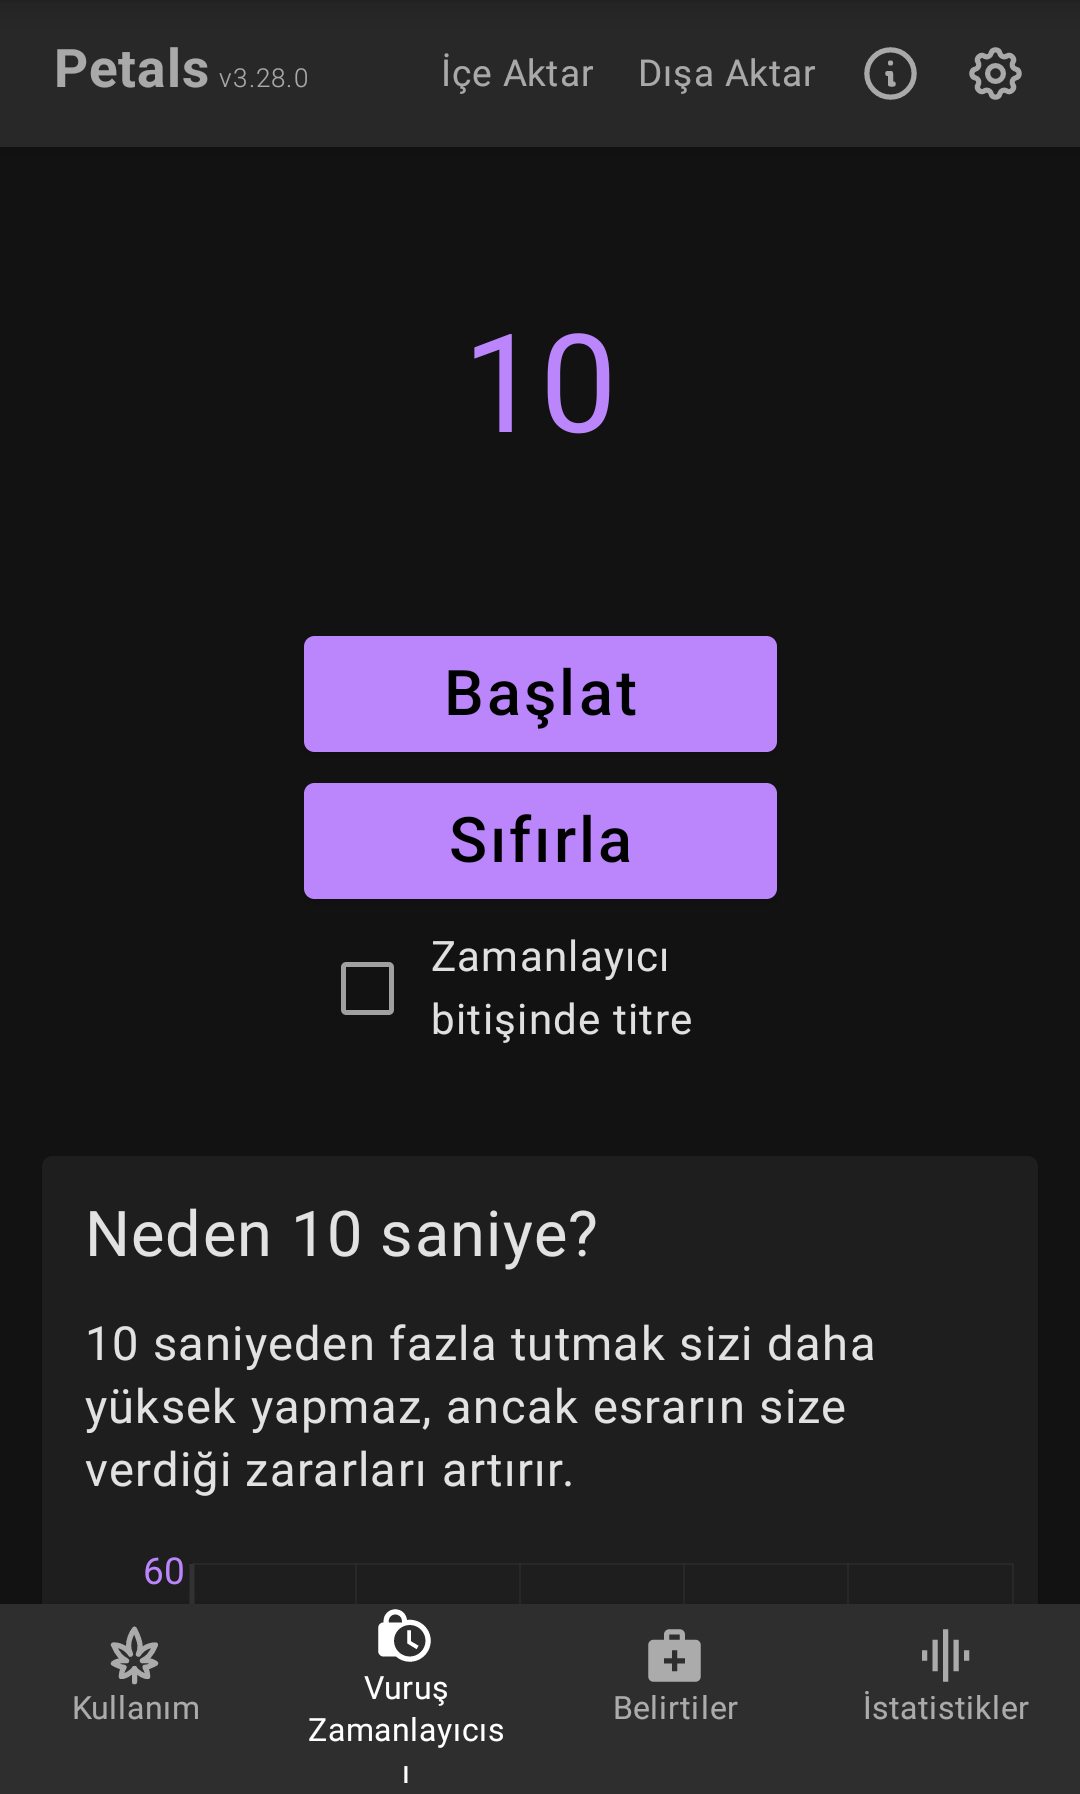 Petals v3.28.0 İçe Aktar Dışa Aktar
10
Başlat
Sıfırla
Zamanlayıcı
bitişinde titre
Neden 10 saniye?
10 saniyeden fazla tutmak sizi daha
yüksek yapmaz, ancak esrarın size
verdiği zararları artırır.
60
Kullanım
Vuruş
Zamanlayıcıs
ı
Belirtiler
İstatistikler